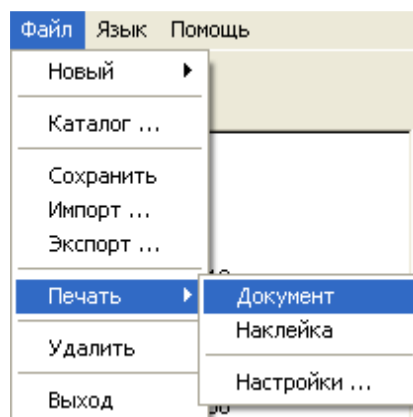 Файл Язык Помощь
Новый
Каталог ...
Сохранить
Импорт ...
Экспорт ...
Печать
Документ
Наклейка
Настройки ...
Удалить
Выход